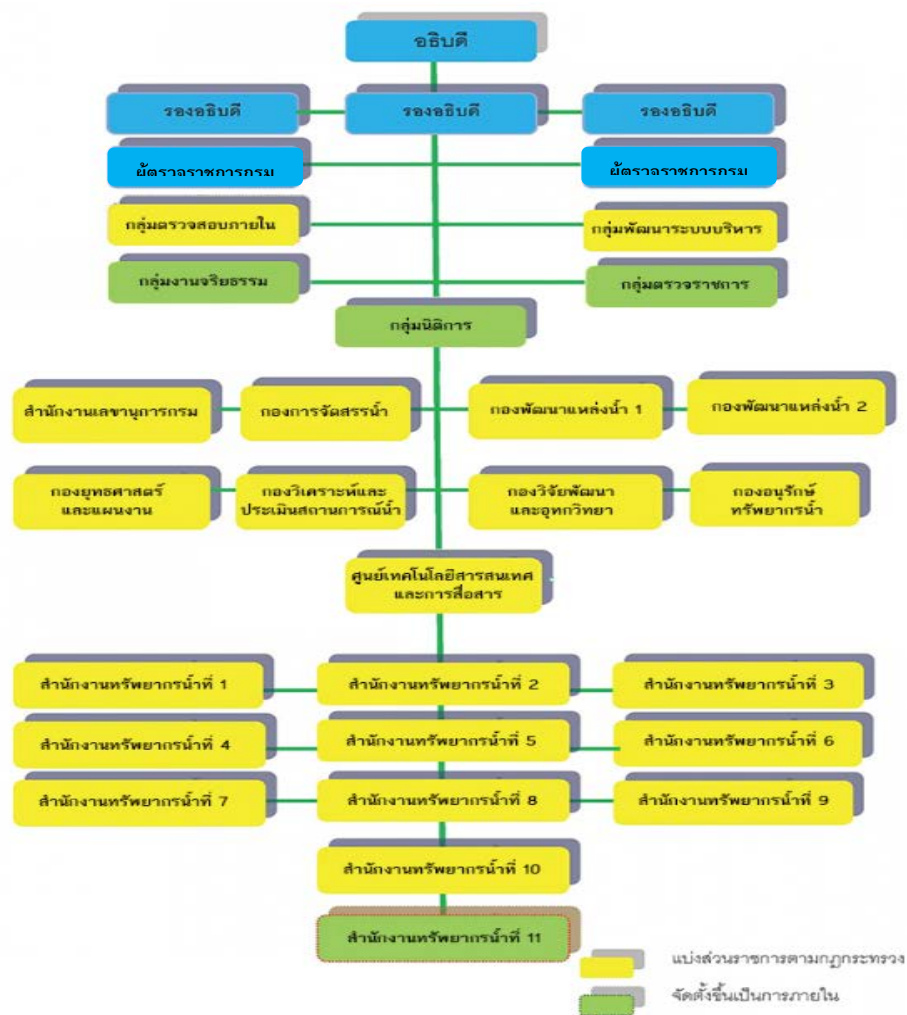 อธิบดี
รองอธิบดี
รองอธิบดี
รองอธิบดี
ผู้ตรวจราชการกรม
ผู้ตรวจราชการกรม
กลุ่มตรวจสอบภายใน
กลุ่มพัฒนาระบบบริหาร
กลุ่มงานจริยธรรม
กลุ่มตรวจราชการ
กลุ่มนิติการ
สำนักงานเลขานุการกรม
กองการจัดสรรน้ำ
กองพัฒนาแหล่งน้ำ 1
กองพัฒนาแหล่งน้ำ 2
กองยุทธศาสตร์
และแผนงาน
กองวิเคราะห์และ
ประเมินสถานการณ์น้ำ
กองวิจัยพัฒนา
และอุทกวิทยา
กองอนุรักษ์
ทรัพยากรน้ำ
ศูนย์เทคโนโลยีสารสนเทศ
และการสื่อสาร
สำนักงานทรัพยากรน้ำที่ 1
สำนักงานทรัพยากรน้ำที่ 2
สำนักงานทรัพยากรน้ำที่ 3
สำนักงานทรัพยากรน้ำที่ 4
สำนักงานทรัพยากรน้ำที่ 5
สำนักงานทรัพยากรน้ำที่ 6
สำนักงานทรัพยากรน้ำที่ 7
สำนักงานทรัพยากรน้ำที่ 8
สำนักงานทรัพยากรน้ำที่ 9
สำนักงานทรัพยากรน้ำที่ 10
สำนักงานทรัพยากรน้ำที่ 11
แบ่งส่วนราชการตามกฎกระทรวง
จัดตั้งขึ้นเป็นการภายใน